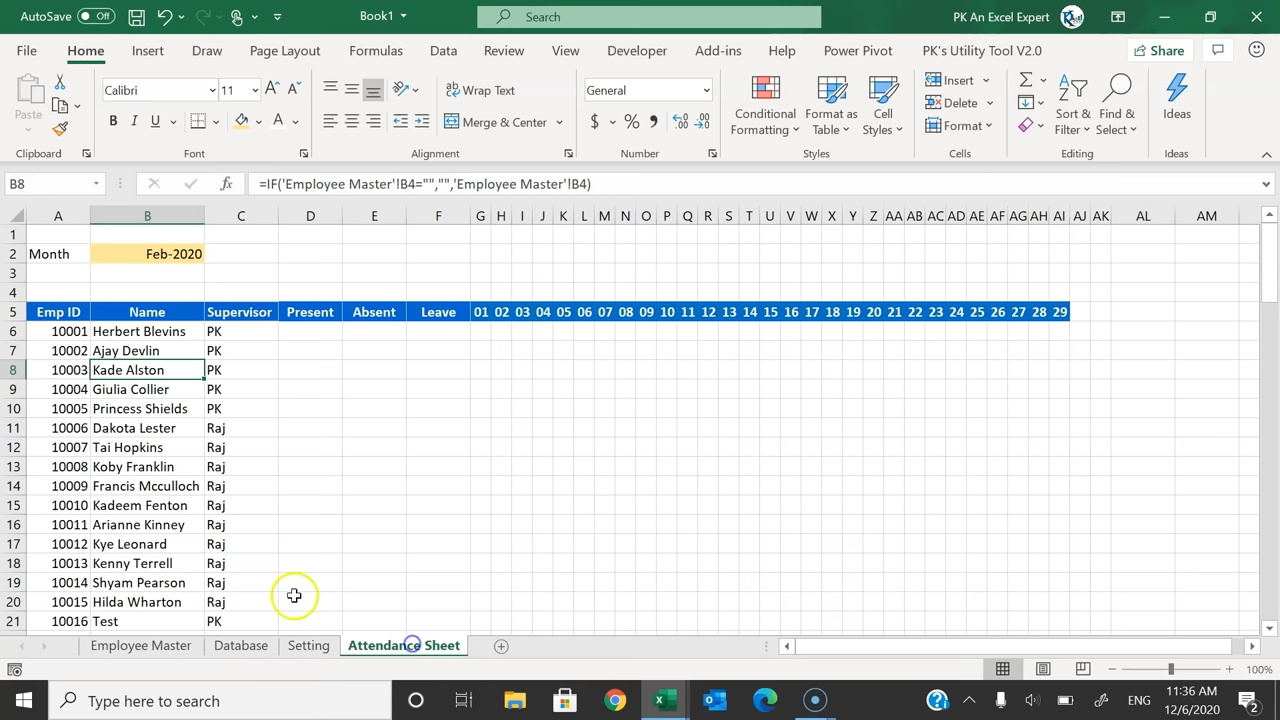 AutoSave Off Book1 Search PK An Excel Expert
File Home Insert Draw Page Layout Formulas Data Review View Developer Add-ins Help Power Pivot PK's Utility Tool V2.0 Share
Paste Calibri 11 A A Wrap Text General Conditional Formatting Format as Table Cell Styles Insert Sort & Filter Find & Select Ideas
B I U A Merge & Center $ % Delete
Format
Clipboard Font Alignment Number Styles Cells Editing Ideas
B8 fx =IF('Employee Master'!B4="","",'Employee Master'!B4)
A B C D E F G H I J K L M N O P Q R S T U V W X Y Z AA AB AC AD AE AF AG AH AI AJ AK AL AM
1
2 Month Feb-2020
3
4
5 Emp ID Name Supervisor Present Absent Leave 01 02 03 04 05 06 07 08 09 10 11 12 13 14 15 16 17 18 19 20 21 22 23 24 25 26 27 28 29
6 10001 Herbert Blevins PK
7 10002 Ajay Devlin PK
8 10003 Kade Alston PK
9 10004 Giulia Collier PK
10 10005 Princess Shields PK
11 10006 Dakota Lester Raj
12 10007 Tai Hopkins Raj
13 10008 Koby Franklin Raj
14 10009 Francis Mcculloch Raj
15 10010 Kadeem Fenton Raj
16 10011 Arianne Kinney Raj
17 10012 Kye Leonard Raj
18 10013 Kenny Terrell Raj
19 10014 Shyam Pearson Raj
20 10015 Hilda Wharton Raj
21 10016 Test PK
Employee Master Database Setting Attendance Sheet
100%
Type here to search ENG 11:36 AM
12/6/2020 2